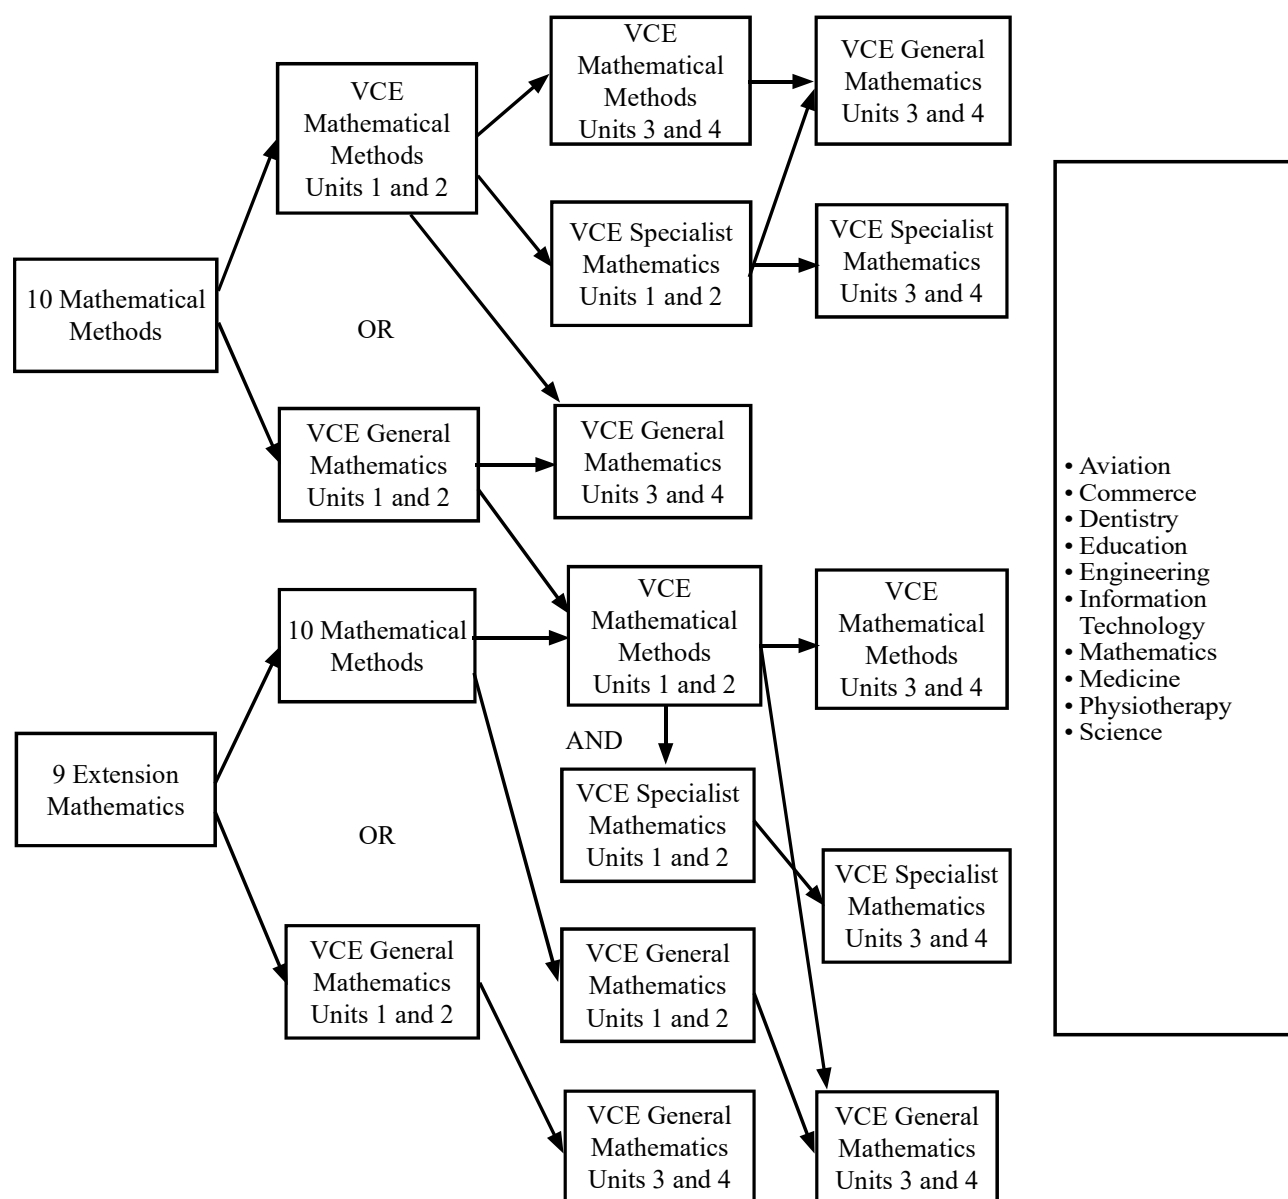 VCE
Mathematical
Methods
Units 3 and 4
VCE General
Mathematics
Units 3 and 4
VCE
Mathematical
Methods
Units 1 and 2
VCE Specialist
Mathematics
Units 1 and 2
VCE Specialist
Mathematics
Units 3 and 4
10 Mathematical
Methods
OR
VCE General
Mathematics
Units 1 and 2
VCE General
Mathematics
Units 3 and 4
10 Mathematical
Methods
VCE
Mathematical
Methods
Units 1 and 2
VCE
Mathematical
Methods
Units 3 and 4
AND
9 Extension
Mathematics
OR
VCE Specialist
Mathematics
Units 1 and 2
VCE Specialist
Mathematics
Units 3 and 4
VCE General
Mathematics
Units 1 and 2
VCE General
Mathematics
Units 1 and 2
VCE General
Mathematics
Units 3 and 4
VCE General
Mathematics
Units 3 and 4
• Aviation
• Commerce
• Dentistry
• Education
• Engineering
• Information
Technology
• Mathematics
• Medicine
• Physiotherapy
• Science